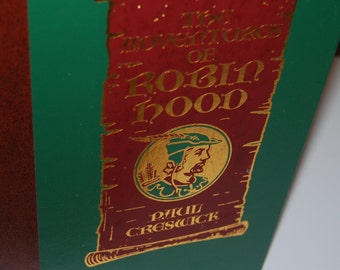 THE
ADVENTURES
OF
ROBIN
HOOD
PAUL
CRESWICK